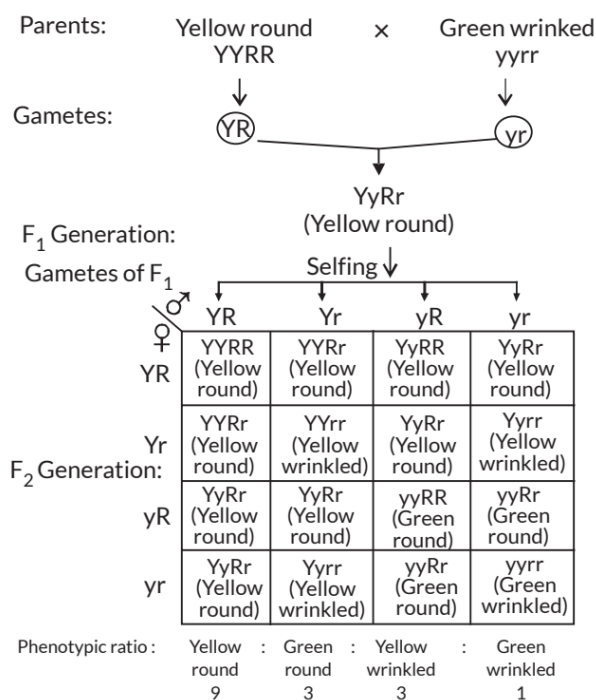 Parents: Yellow round × Green wrinked
YYRR yyrr
Gametes: YR yr
YyRr
(Yellow round)
F₁ Generation:
Selfing
Gametes of F₁
♂ YR Yr yR yr
♀
YR YYRR YYRr YyRR YyRr
(Yellow (Yellow (Yellow (Yellow
round) round) round) round)
Yr YYRr YYrr YyRr Yyrr
(Yellow (Yellow (Yellow (Yellow
round) wrinkled) round) wrinkled)
F₂ Generation:
yR YyRr YyRr yyRR yyRr
(Yellow (Yellow (Green (Green
round) round) round) round)
yr YyRr Yyrr yyRr yyrr
(Yellow (Yellow (Green (Green
round) wrinkled) round) wrinkled)
Phenotypic ratio : Yellow : Green : Yellow : Green
round round wrinkled wrinkled
9 3 3 1